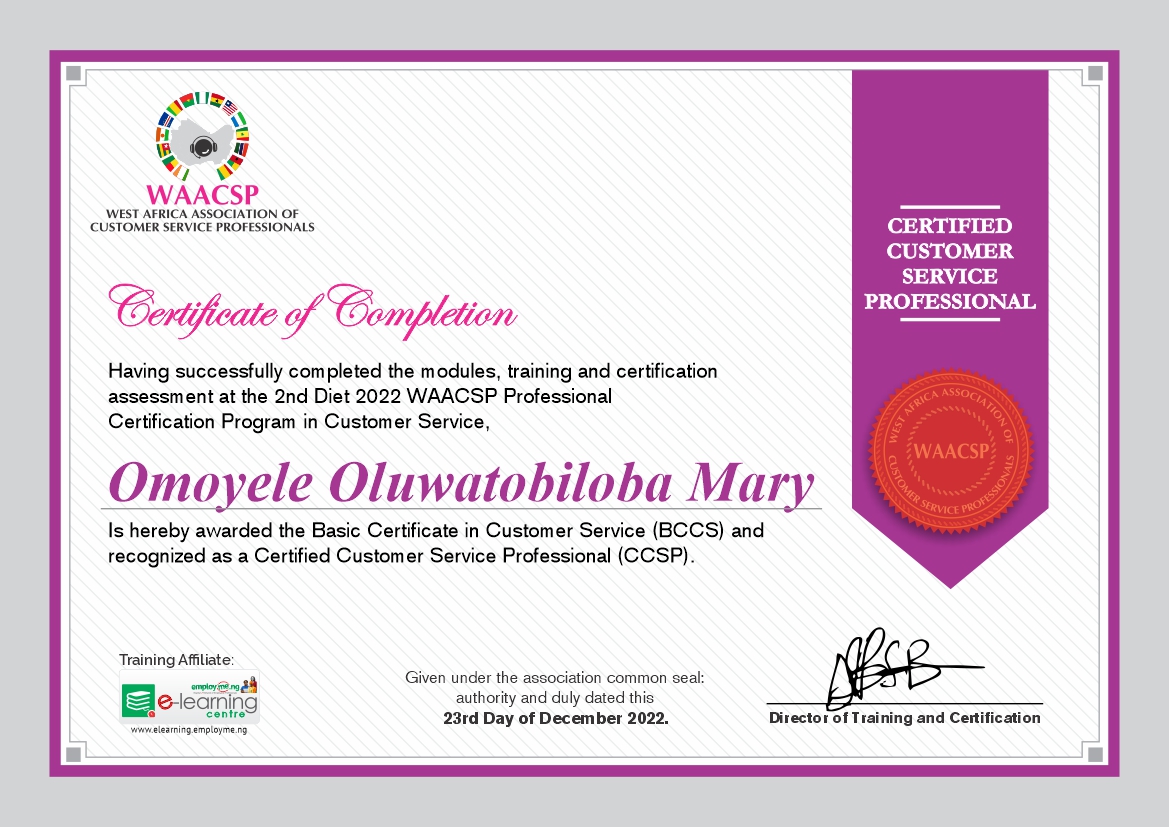 WAACSP
WEST AFRICA ASSOCIATION OF
CUSTOMER SERVICE PROFESSIONALS
CERTIFIED
CUSTOMER
SERVICE
PROFESSIONAL
Certificate of Completion
Having successfully completed the modules, training and certification
assessment at the 2nd Diet 2022 WAACSP Professional
Certification Program in Customer Service,
WEST AFRICA ASSOCIATION OF
WAACSP
CUSTOMER SERVICE PROFESSIONALS
Omoyele Oluwatobiloba Mary
Is hereby awarded the Basic Certificate in Customer Service (BCCS) and
recognized as a Certified Customer Service Professional (CCSP).
Training Affiliate:
employ.me.ng
e-learning
centre
www.elearning.employme.ng
Given under the association common seal:
authority and duly dated this
23rd Day of December 2022.
Director of Training and Certification